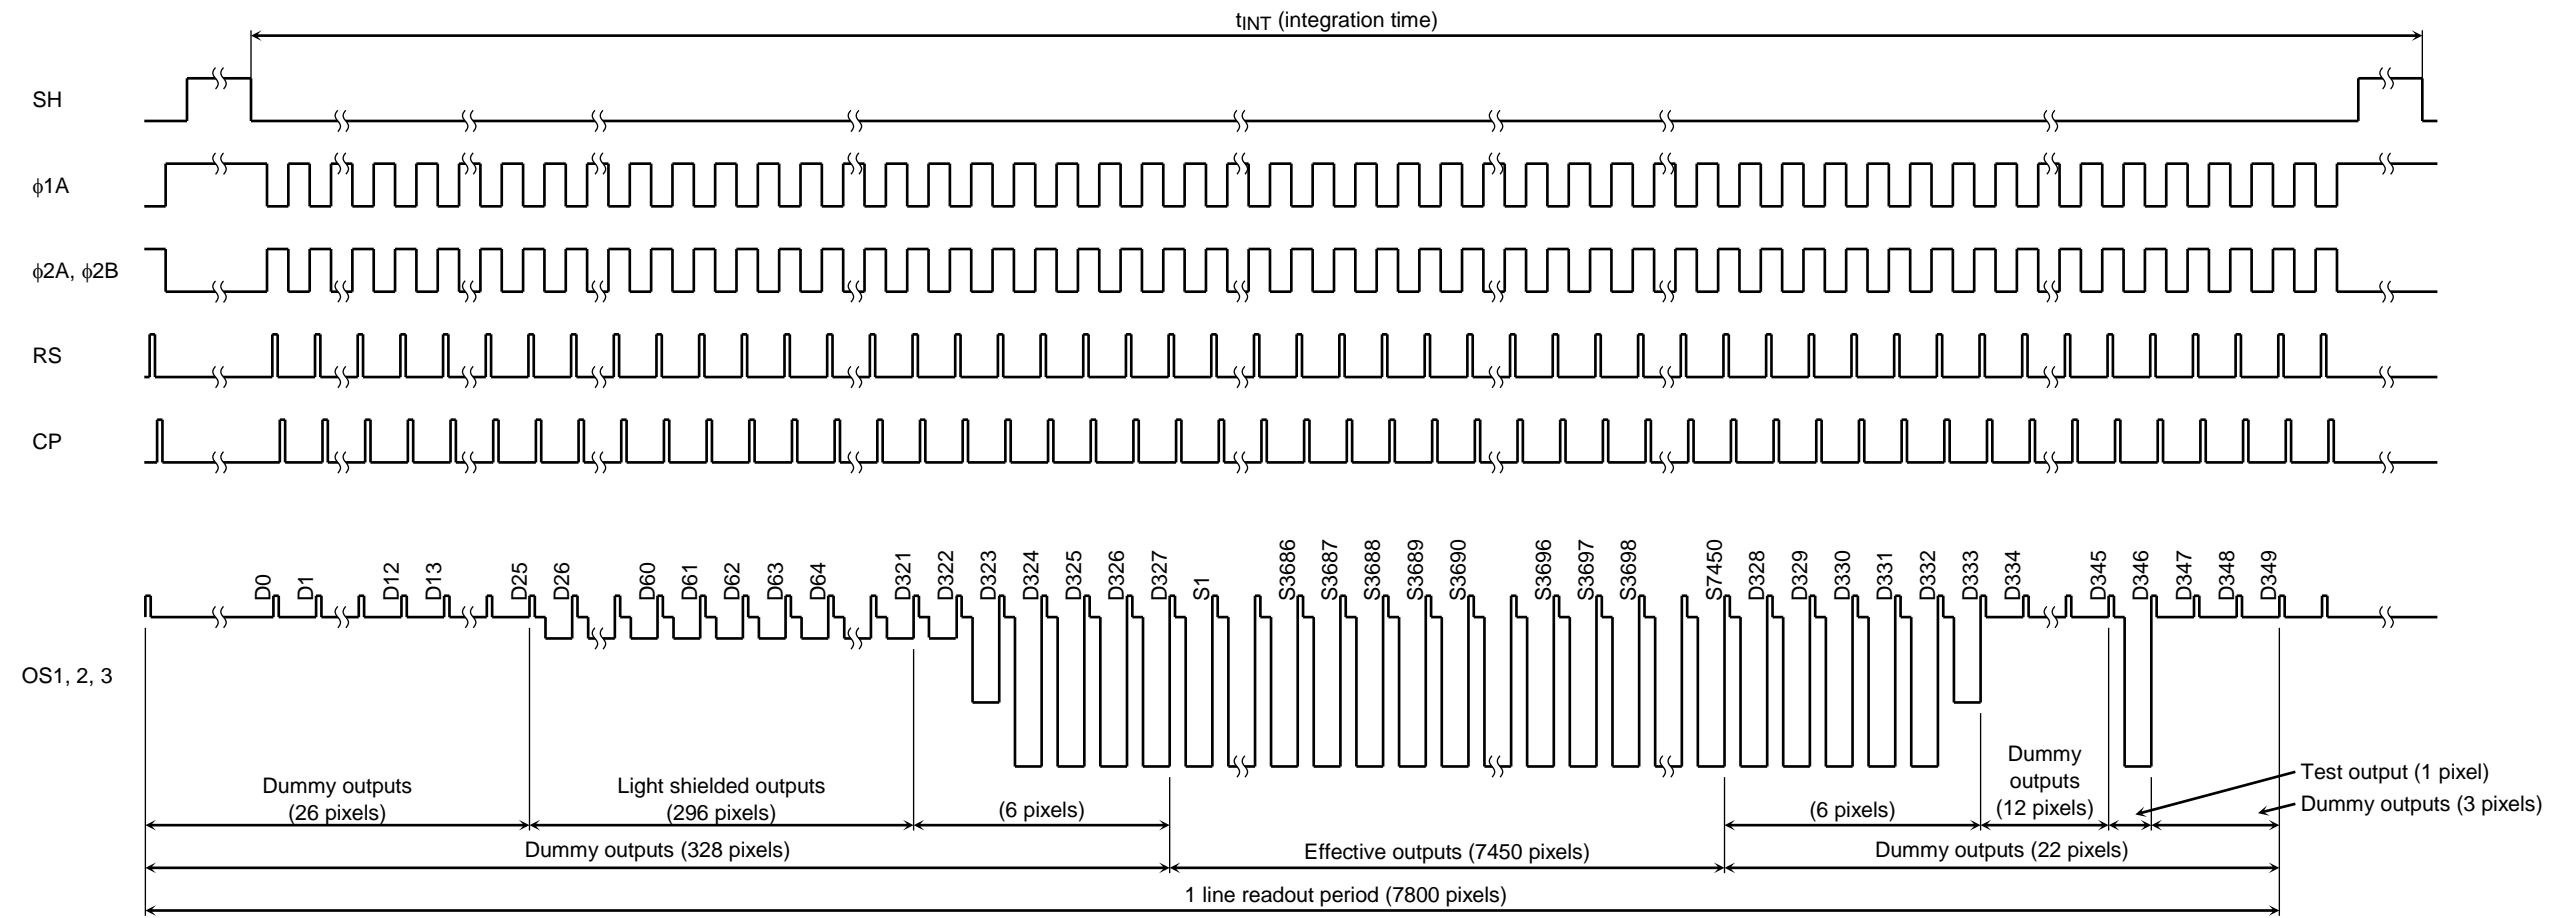 tINT (integration time)
SH
ϕ1A
ϕ2A, ϕ2B
RS
CP
D0 D1 D12 D13 D25 D26 D60 D61 D62 D63 D64 D321 D322 D323 D324 D325 D326 D327 S1 S3686 S3687 S3688 S3689 S3690 S3696 S3697 S3698 S7450 D328 D329 D330 D331 D332 D333 D334 D345 D346 D347 D348 D349
OS1, 2, 3
Dummy outputs
(26 pixels)
Light shielded outputs
(296 pixels)
(6 pixels)
(6 pixels)
Dummy
outputs
(12 pixels)
Test output (1 pixel)
Dummy outputs (3 pixels)
Dummy outputs (328 pixels)
Effective outputs (7450 pixels)
Dummy outputs (22 pixels)
1 line readout period (7800 pixels)